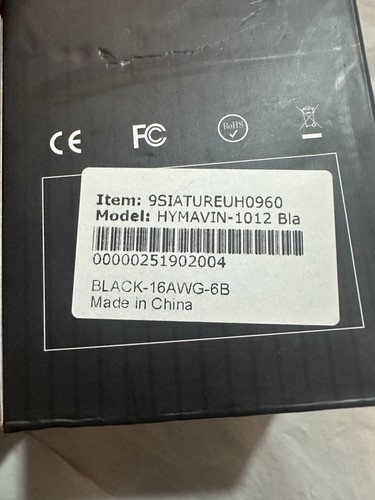 CE FC RoHS
Item: 9SIATUREUH0960
Model: HYMAVIN-1012 Bla
00000251902004
BLACK-16AWG-6B
Made in China